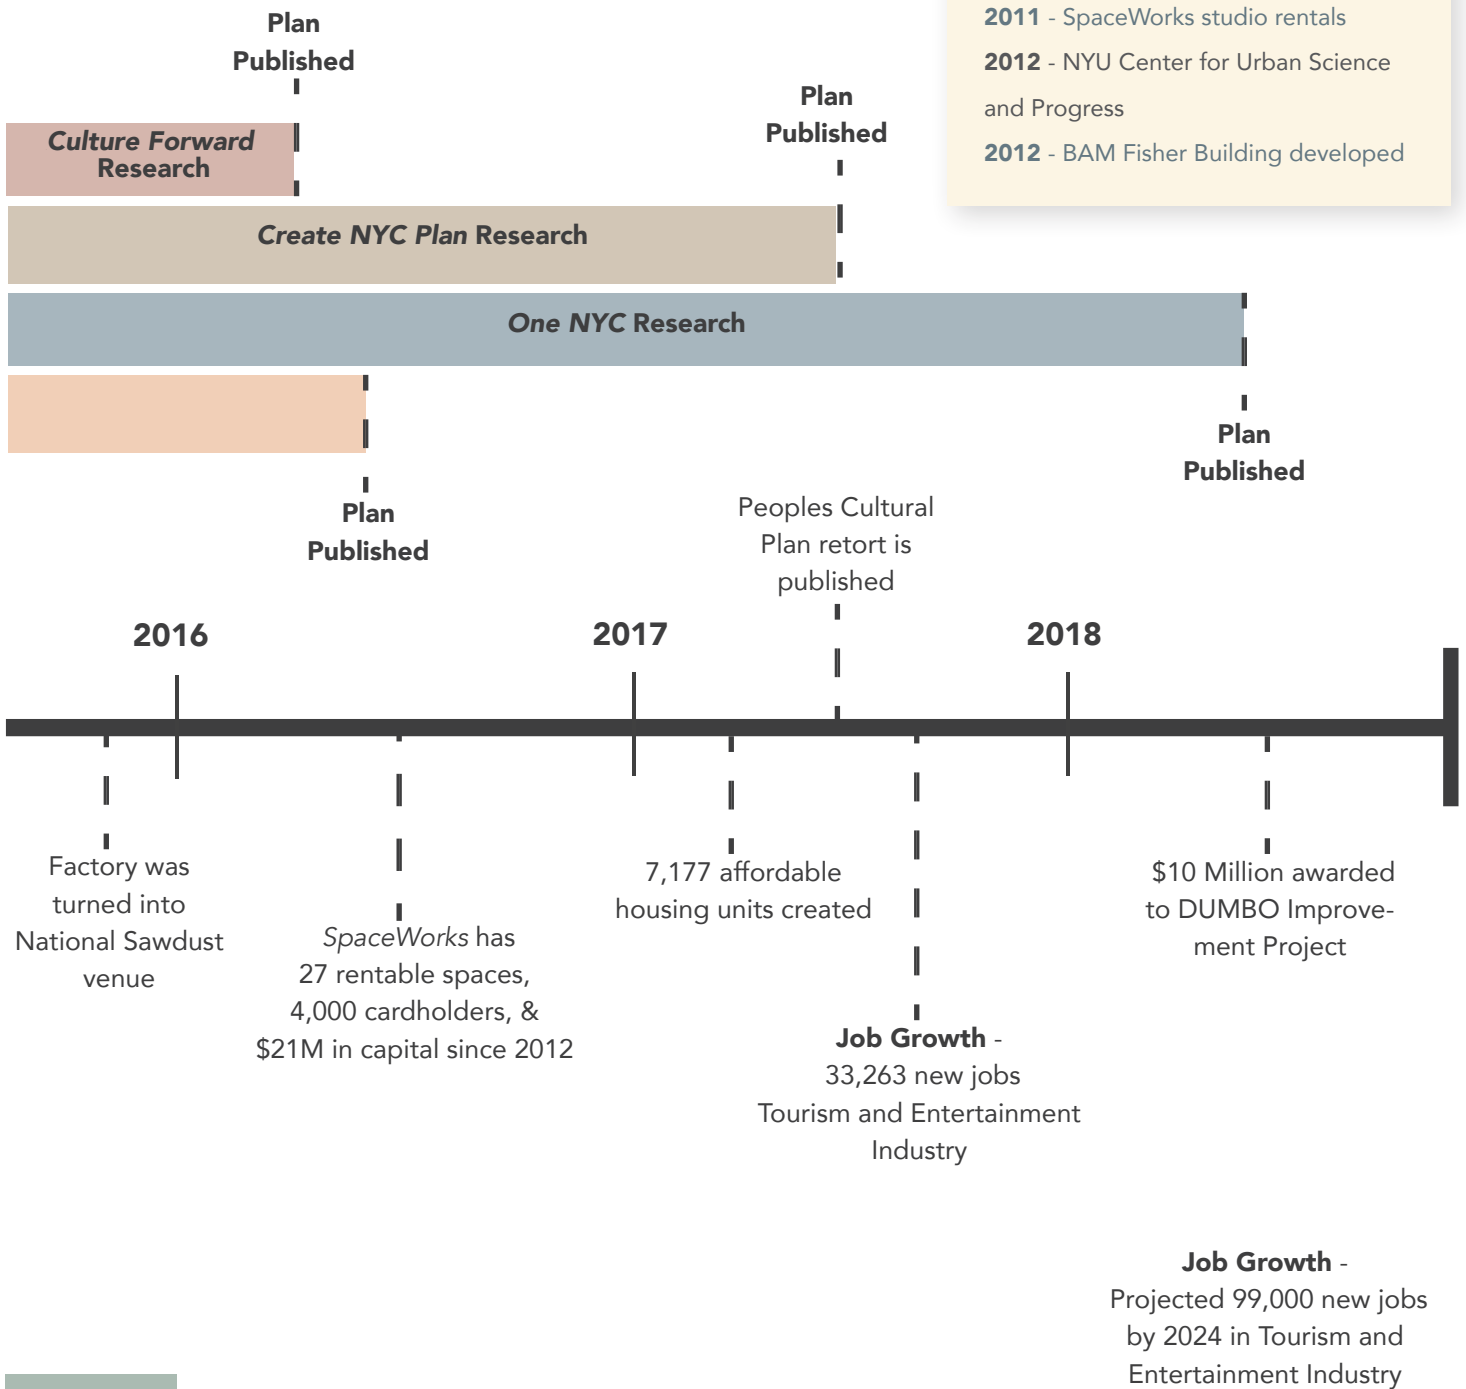 Plan
Published
2011 - SpaceWorks studio rentals
2012 - NYU Center for Urban Science
and Progress
2012 - BAM Fisher Building developed
Plan
Published
Culture Forward
Research
Create NYC Plan Research
One NYC Research
Plan
Published
Plan
Published
Peoples Cultural
Plan retort is
published
2016
2017
2018
Factory was
turned into
National Sawdust
venue
SpaceWorks has
27 rentable spaces,
4,000 cardholders, &
$21M in capital since 2012
7,177 affordable
housing units created
Job Growth -
33,263 new jobs
Tourism and Entertainment
Industry
$10 Million awarded
to DUMBO Improve-
ment Project
Job Growth -
Projected 99,000 new jobs
by 2024 in Tourism and
Entertainment Industry